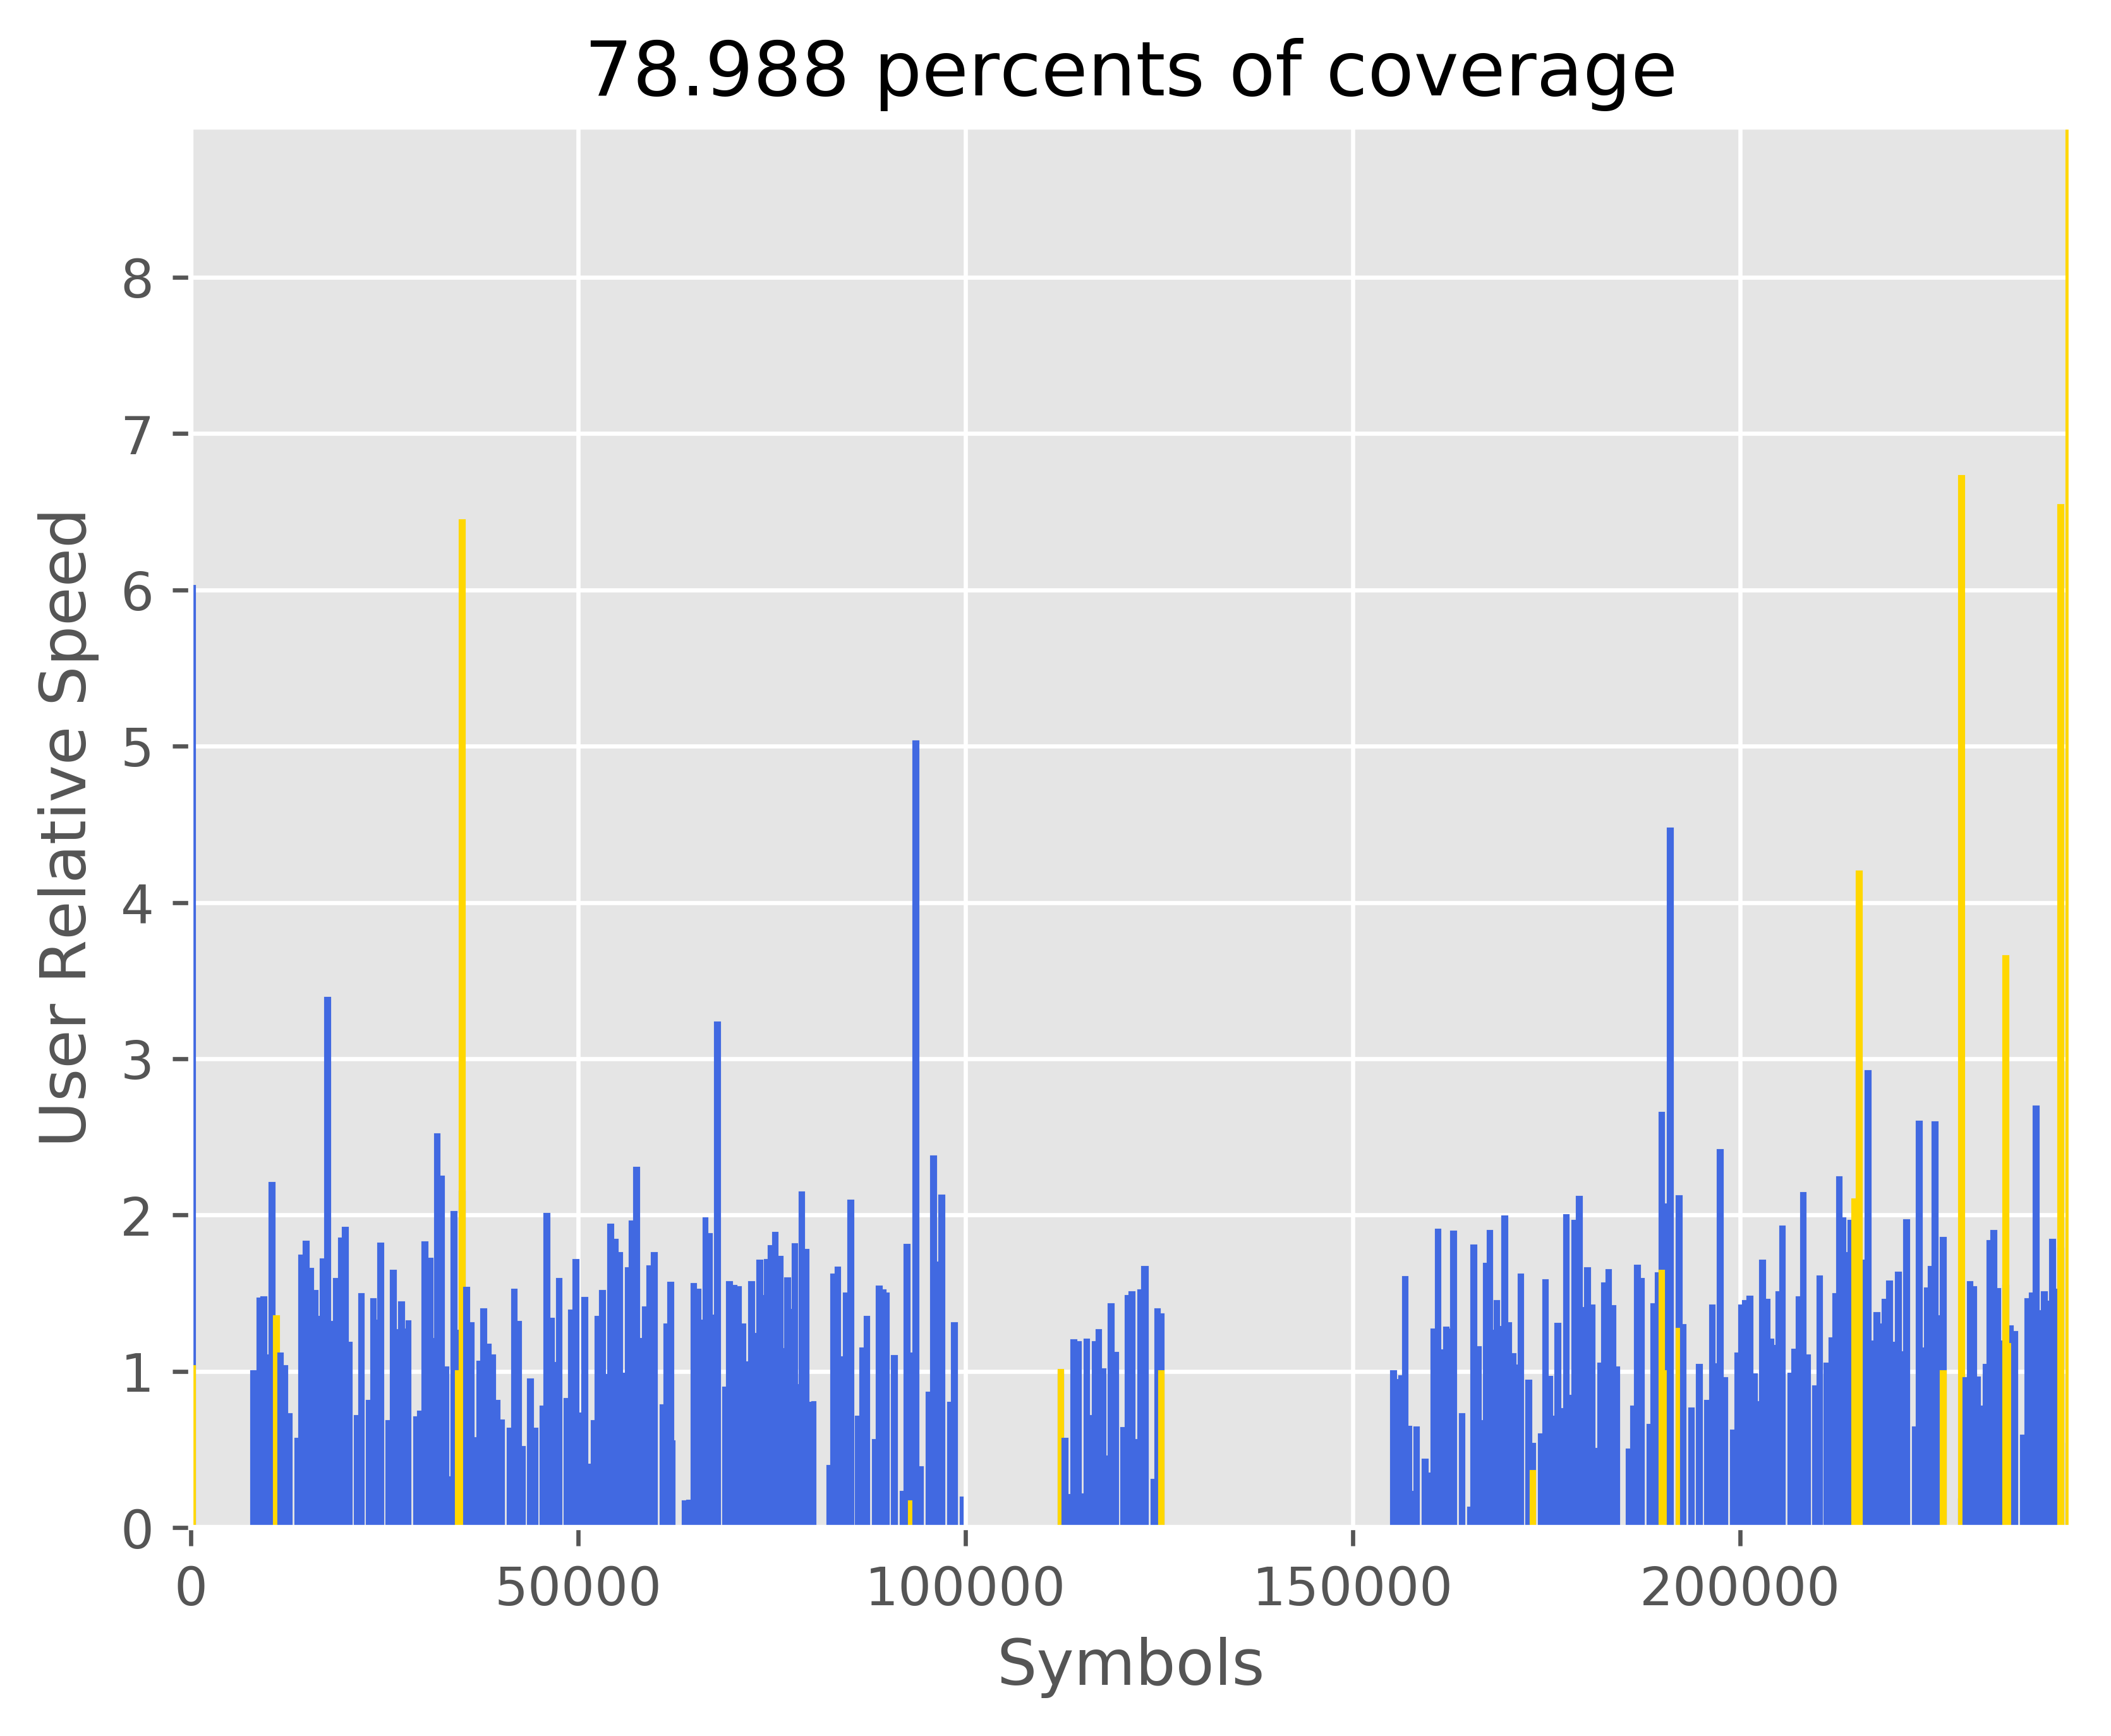 78.988 percents of coverage
User Relative Speed
8
7
6
5
4
3
2
1
0
0 50000 100000 150000 200000
Symbols